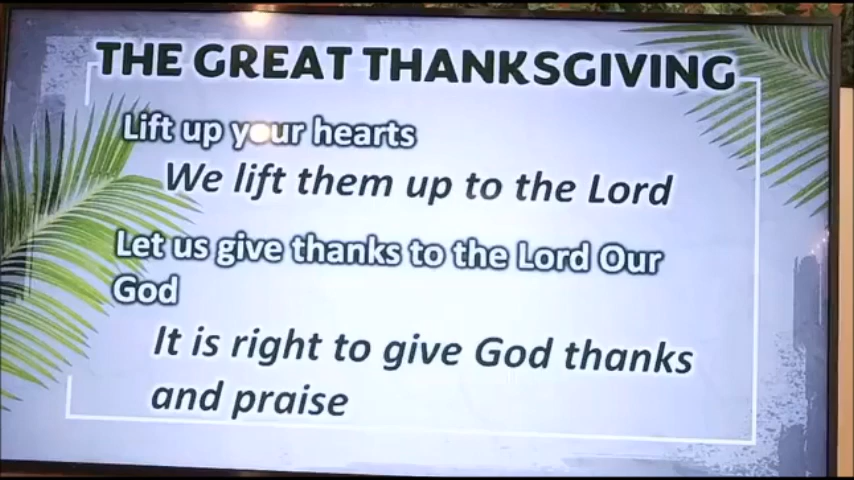 THE GREAT THANKSGIVING
Lift up your hearts
We lift them up to the Lord
Let us give thanks to the Lord Our
God
It is right to give God thanks
and praise